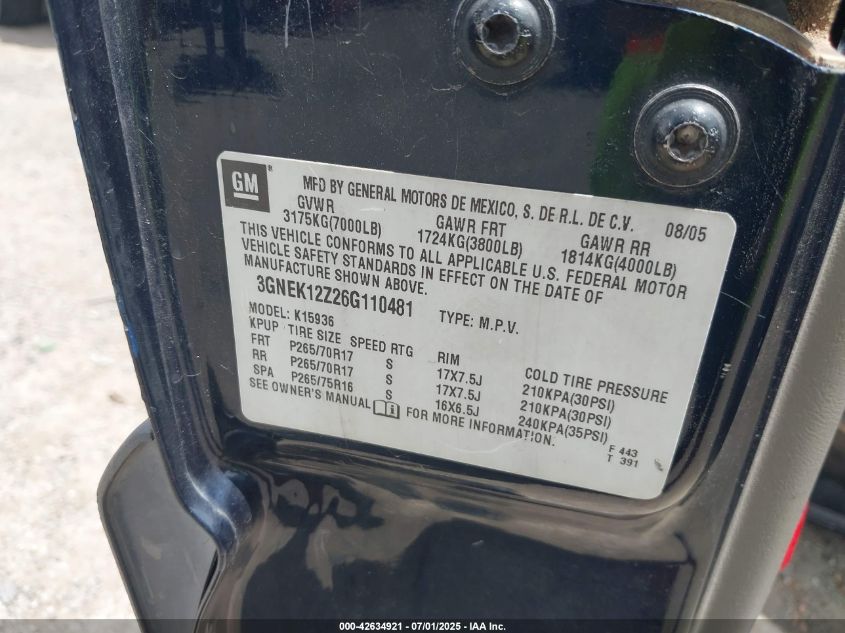 GM ®
MFD BY GENERAL MOTORS DE MEXICO, S. DE R.L. DE C.V. 08/05
GVWR GAWR FRT GAWR RR
3175KG(7000LB) 1724KG(3800LB) 1814KG(4000LB)
THIS VEHICLE CONFORMS TO ALL APPLICABLE U.S. FEDERAL MOTOR
VEHICLE SAFETY STANDARDS IN EFFECT ON THE DATE OF
MANUFACTURE SHOWN ABOVE.
3GNEK12Z26G110481 TYPE: M.P.V.
MODEL: K15936
KPUP TIRE SIZE SPEED RTG RIM COLD TIRE PRESSURE
FRT P265/70R17 S 17X7.5J 210KPA(30PSI)
RR P265/70R17 S 17X7.5J 210KPA(30PSI)
SPA P265/75R16 S 16X6.5J 240KPA(35PSI)
SEE OWNER'S MANUAL FOR MORE INFORMATION.
F 443
T 391
000-42634921 - 07/01/2025 - IAA Inc.